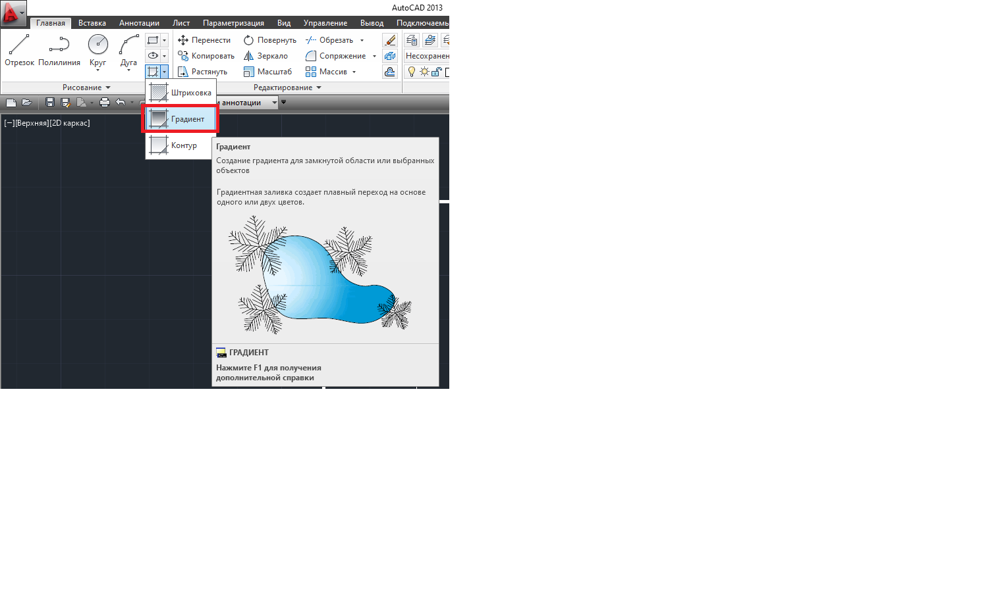 AutoCAD 2013
Главная Вставка Аннотации Лист Параметризация Вид Управление Вывод
Перенести Повернуть Обрезать
Копировать Зеркало Сопряжение
Отрезок Полилиния Круг Дуга
Растянуть Масштаб Массив
Рисование Редактирование
Штриховка
и аннотации
[−][Верхняя][2D каркас]
Градиент
Контур
Градиент
Создание градиента для замкнутой области или выбранных
объектов
Градиентная заливка создает плавный переход на основе
одного или двух цветов.
ГРАДИЕНТ
Нажмите F1 для получения
дополнительной справки